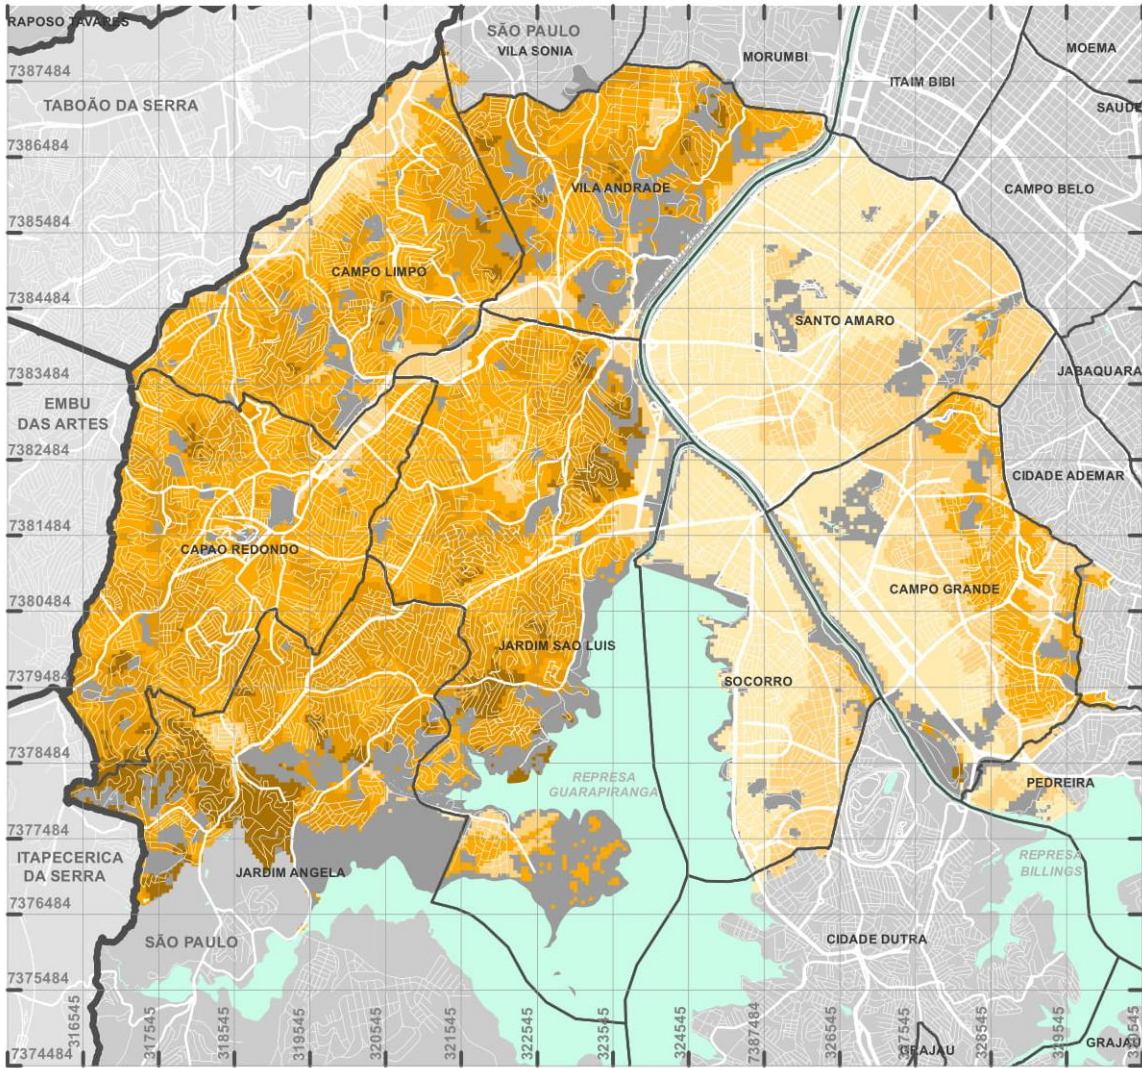 RAPOSO TAVARES
SÃO PAULO
VILA SONIA
MORUMBI
MOEMA
ITAIM BIBI
7387484
TABOÃO DA SERRA
SAUDE
7386484
VILA ANDRADE
CAMPO BELO
7385484
CAMPO LIMPO
7384484
SANTO AMARO
JABAQUARA
7383484
EMBU
DAS ARTES
7382484
CIDADE ADEMAR
7381484
CAPAO REDONDO
CAMPO GRANDE
7380484
JARDIM SAO LUIS
SOCORRO
7379484
7378484
REPRESA
GUARAPIRANGA
PEDREIRA
7377484
ITAPECERICA
DA SERRA
JARDIM ANGELA
REPRESA
BILLINGS
7376484
SÃO PAULO
CIDADE DUTRA
7375484
316545
317545
318545
319545
320545
321545
322545
323545
324545
7387484
326545
327545
328545
329545
330545
GRAJAU
GRAJAU
7374484